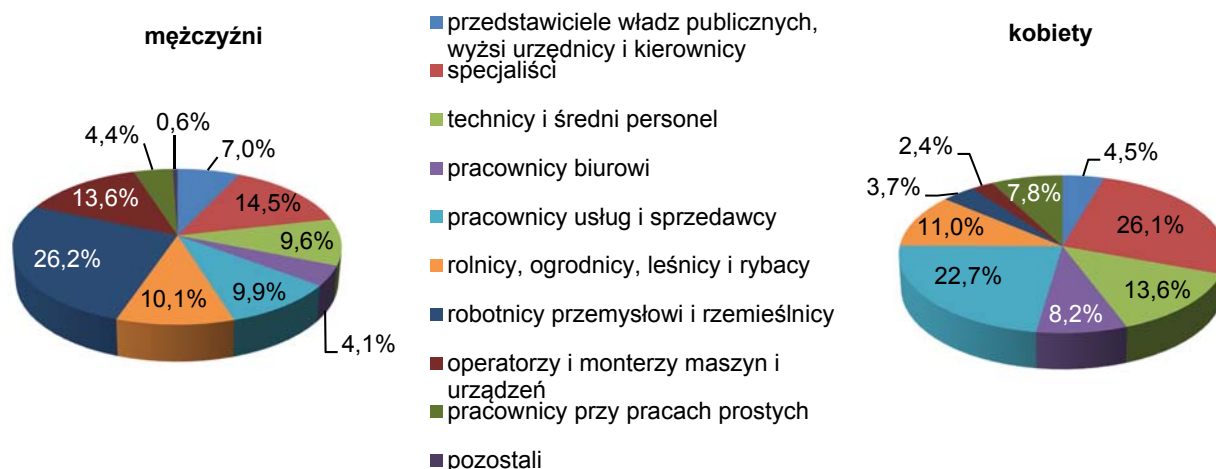 mężczyźni
0,6%
4,4%
7,0%
13,6%
14,5%
9,6%
26,2%
10,1%
9,9%
4,1%
przedstawiciele władz publicznych,
wyżsi urzędnicy i kierownicy
specjaliści
technicy i średni personel
pracownicy biurowi
pracownicy usług i sprzedawcy
rolnicy, ogrodnicy, leśnicy i rybacy
robotnicy przemysłowi i rzemieślnicy
operatorzy i monterzy maszyn i
urządzeń
pracownicy przy pracach prostych
pozostali
kobiety
2,4%
4,5%
3,7%
7,8%
11,0%
26,1%
22,7%
13,6%
8,2%